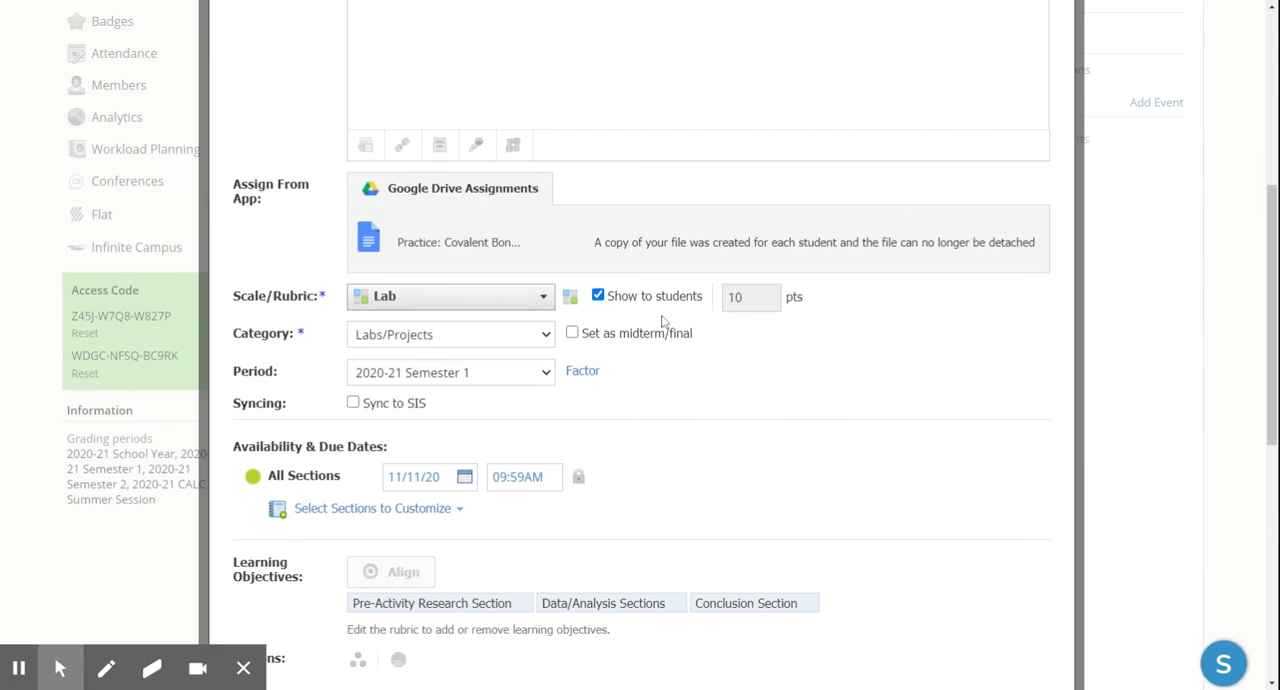 Badges
Attendance
Members
Analytics
Workload Planning
Conferences
Flat
Infinite Campus
Access Code
Z45J-W7Q8-W827P
Reset
WDGC-NFSQ-BC9RK
Reset
Information
Grading periods
2020-21 School Year, 2020
21 Semester 1, 2020-21
Semester 2, 2020-21 CALC
Summer Session
Assign From
App:
Google Drive Assignments
Practice: Covalent Bon...
A copy of your file was created for each student and the file can no longer be detached
Scale/Rubric:* Lab Show to students 10 pts
Category: * Labs/Projects Set as midterm/final
Period: 2020-21 Semester 1 Factor
Syncing: Sync to SIS
Availability & Due Dates:
All Sections 11/11/20 09:59AM
Select Sections to Customize
Learning
Objectives:
Align
Pre-Activity Research Section Data/Analysis Sections Conclusion Section
Edit the rubric to add or remove learning objectives.
ns:
ns
Add Event
ts
S